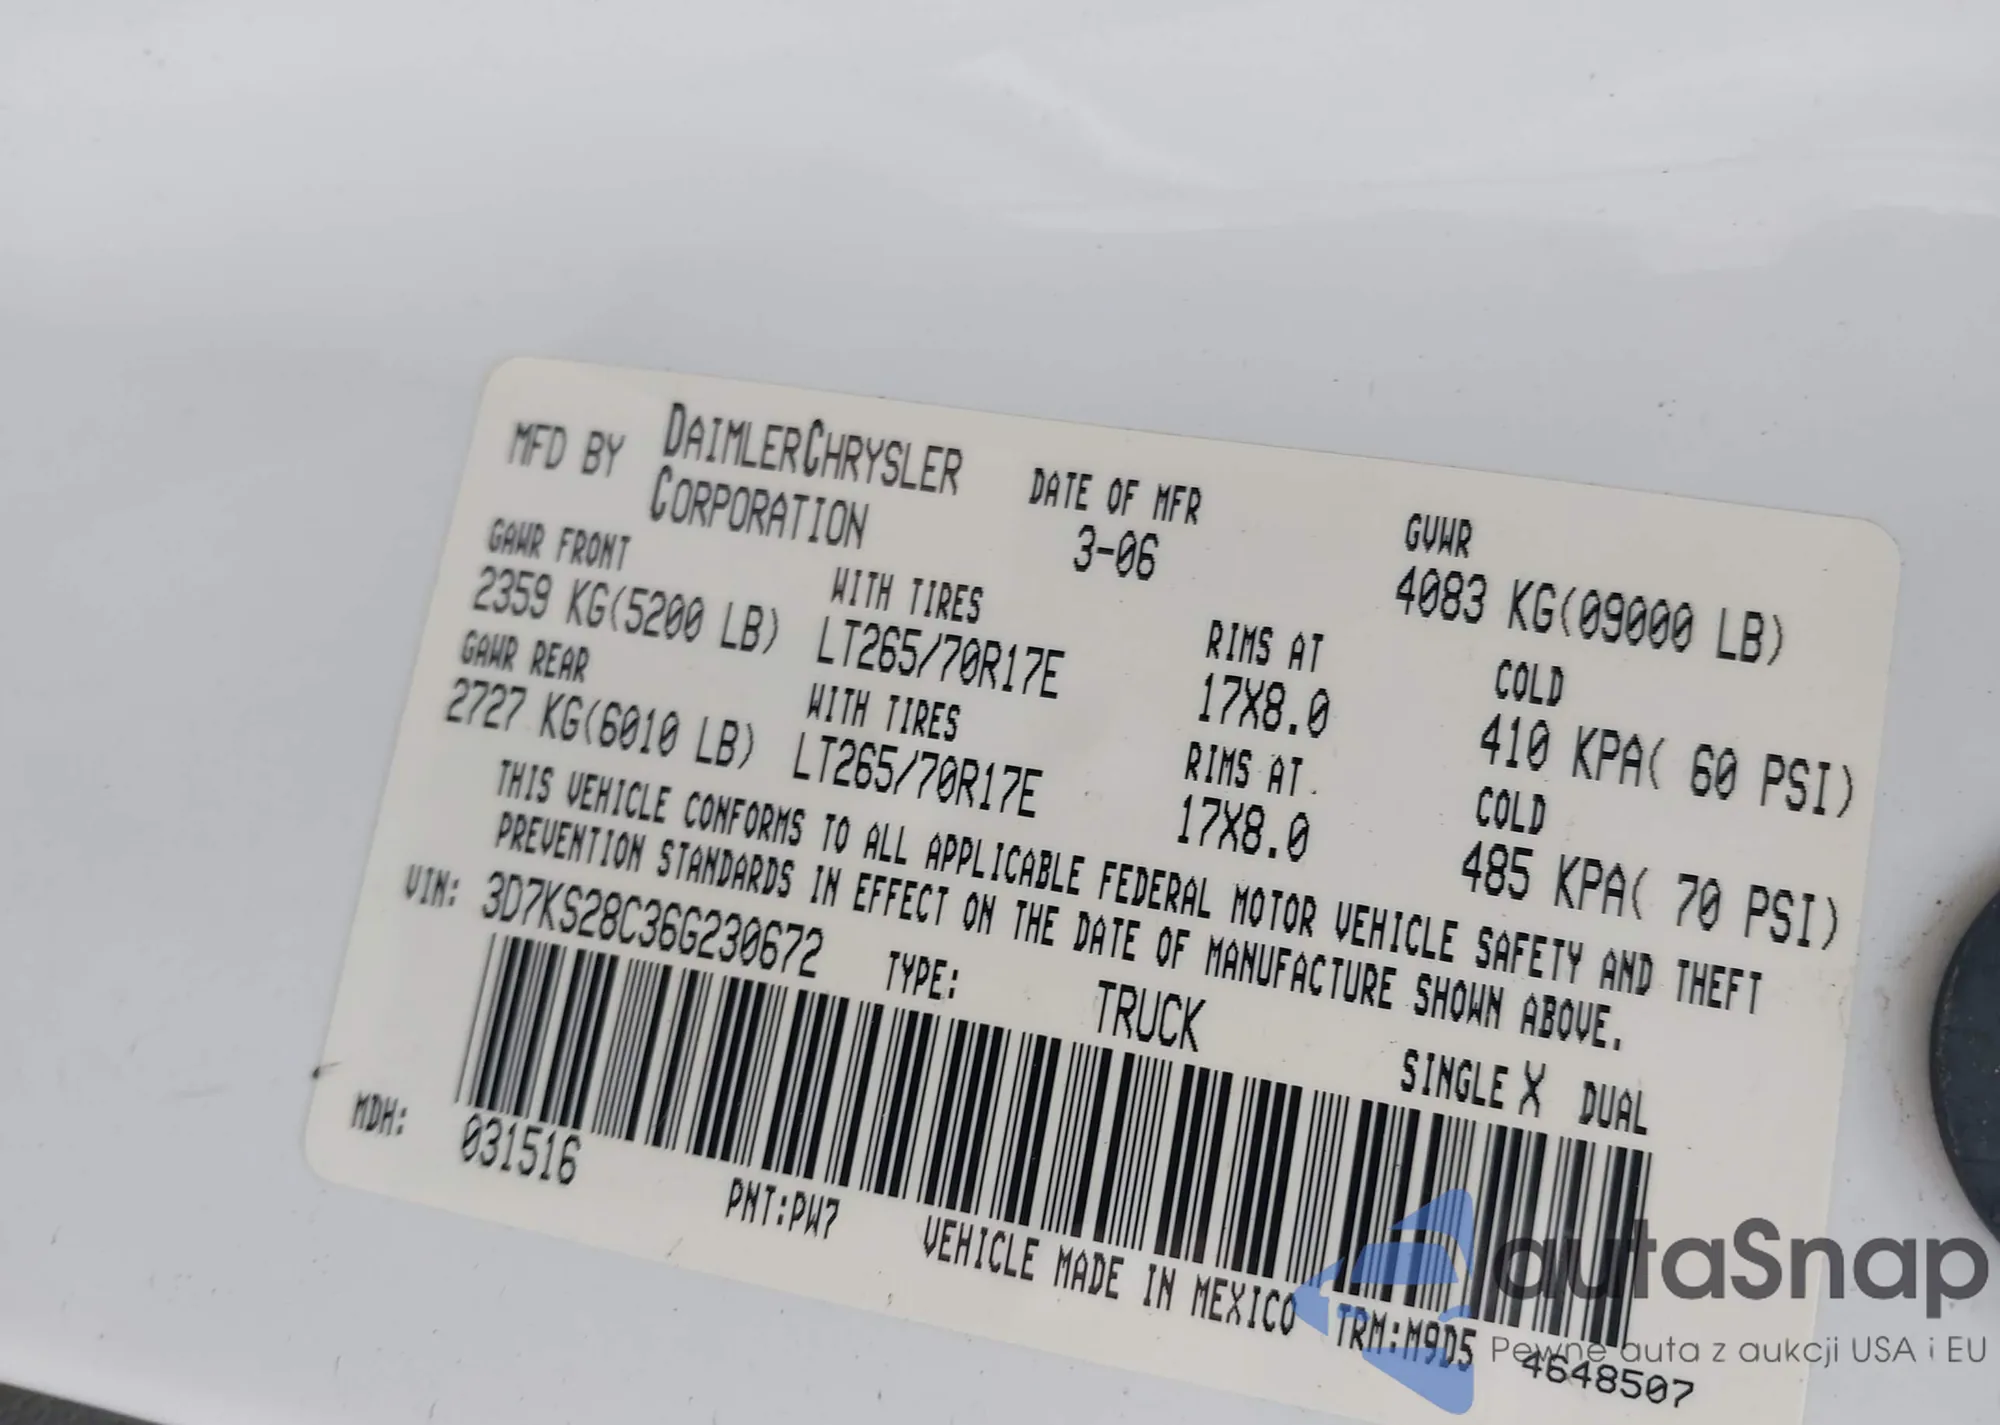 MFD BY DAIMLERCHRYSLER CORPORATION
DATE OF MFR 3-06
GVWR 4083 KG(09000 LB)
GAWR FRONT WITH TIRES RIMS AT COLD
2359 KG(5200 LB) LT265/70R17E 17X8.0 410 KPA( 60 PSI)
GAWR REAR WITH TIRES RIMS AT COLD
2727 KG(6010 LB) LT265/70R17E 17X8.0 485 KPA( 70 PSI)
THIS VEHICLE CONFORMS TO ALL APPLICABLE FEDERAL MOTOR VEHICLE SAFETY AND THEFT
PREVENTION STANDARDS IN EFFECT ON THE DATE OF MANUFACTURE SHOWN ABOVE.
VIN: 3D7KS28C36G230672 TYPE: TRUCK SINGLE X DUAL
MDH: 031516
PNT:PW7
VEHICLE MADE IN MEXICO TRM:M9D5
4648507
autaSnap
Pewne auta z aukcji USA i EU